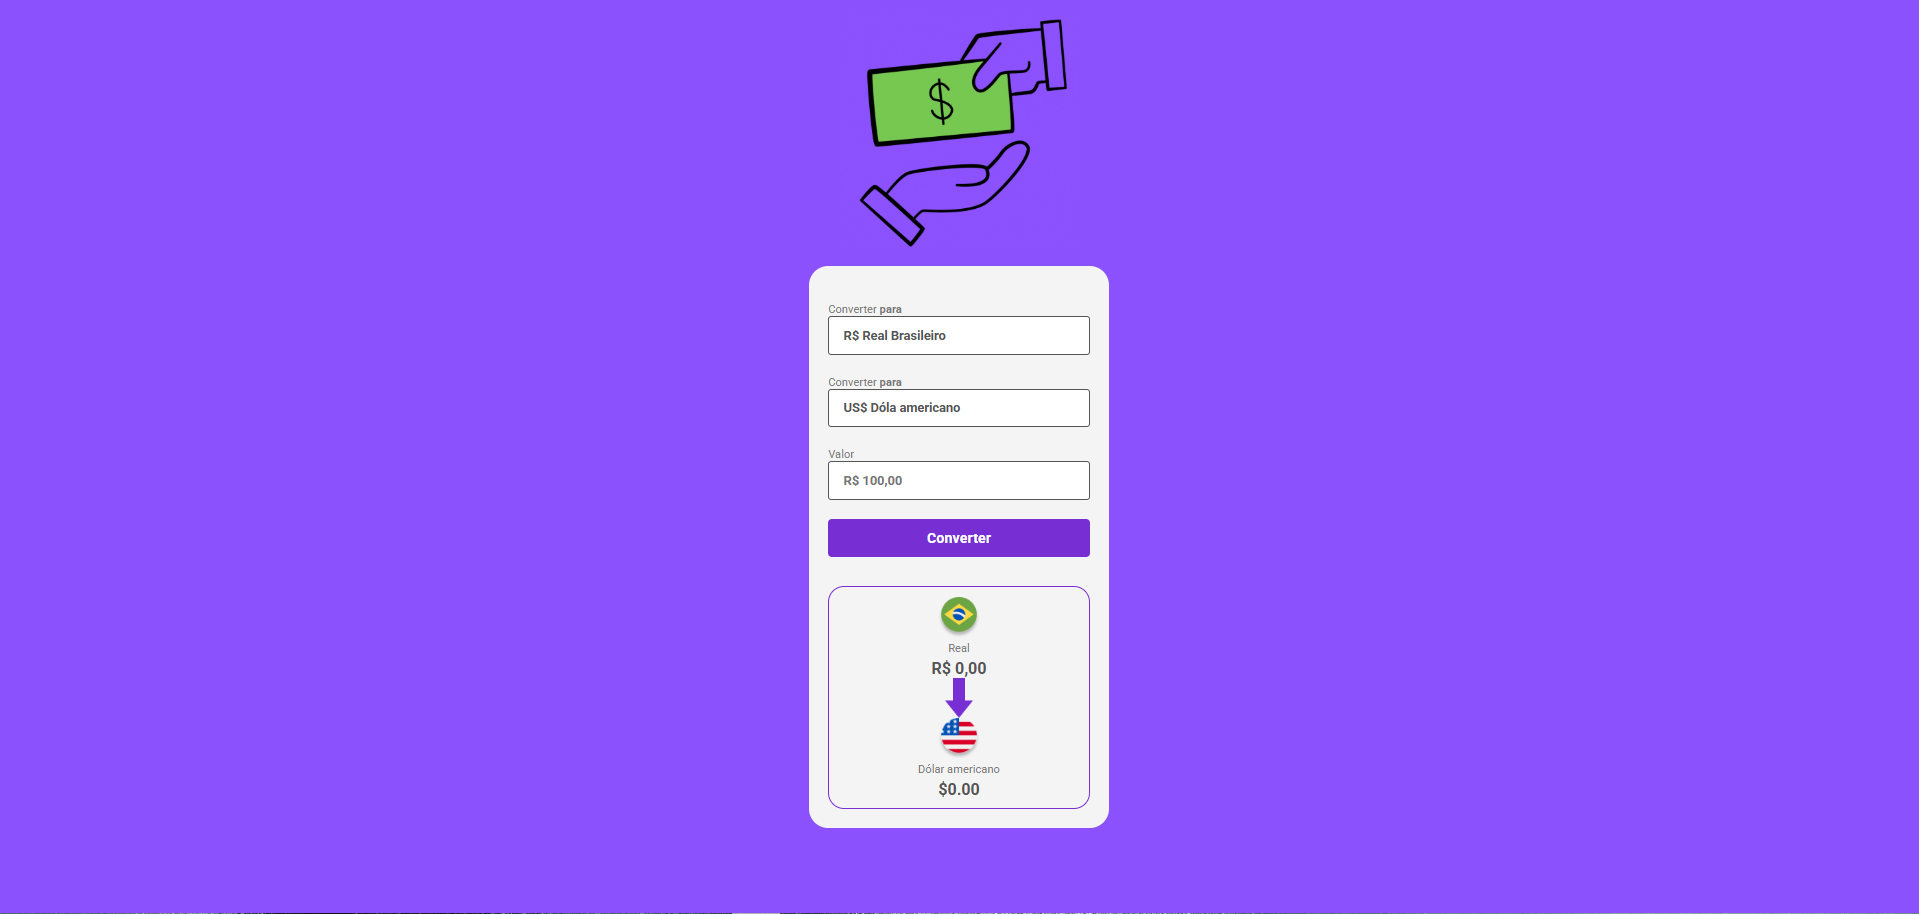 $
Converter para
R$ Real Brasileiro
Converter para
US$ Dóla americano
Valor
R$ 100,00
Converter
Real
R$ 0,00
Dólar americano
$0.00